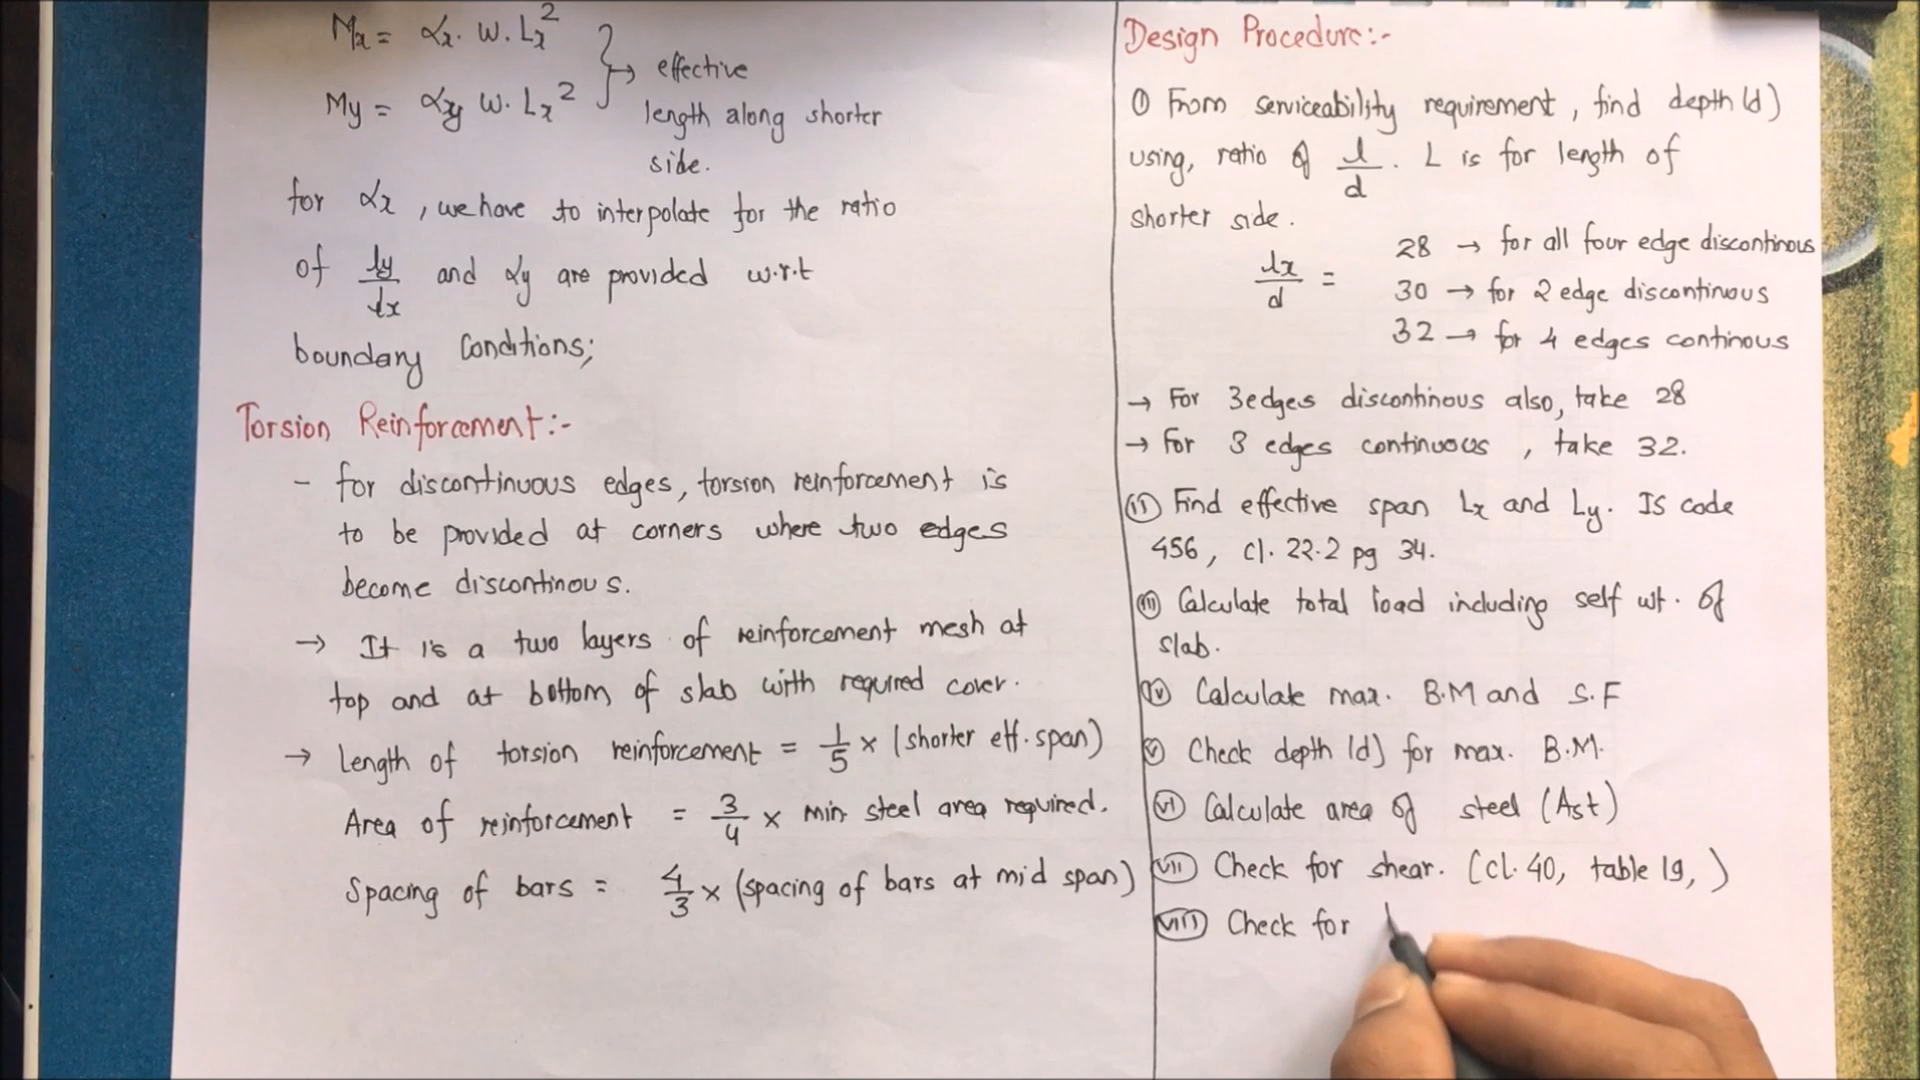 Mx = αx. w. Lx²
My = αy w. Lx²
→ effective
length along shorter
side.
for αx, we have to interpolate for the ratio
of ly/lx and αy are provided w.r.t
boundary Conditions;
Torsion Reinforcement:-
- for discontinuous edges, torsion reinforcement is
to be provided at corners where two edges
become discontinous.
→ It is a two layers of reinforcement mesh at
top and at bottom of slab with required cover.
→ Length of torsion reinforcement = 1/5 × (shorter eff. span)
Area of reinforcement = 3/4 × min steel area required.
Spacing of bars = 4/3 × (spacing of bars at mid span)
Design Procedure:-
① From serviceability requirement, find depth (d)
using, ratio of l/d. L is for length of
shorter side.
lx/d =
28 → for all four edge discontinous
30 → for 2 edge discontinuous
32 → for 4 edges continous
→ For 3 edges discontinous also, take 28
→ For 3 edges continuous, take 32.
(ii) Find effective span Lx and Ly. IS code
456, cl. 22.2 pg 34.
(iii) Calculate total load including self wt. of
slab.
(iv) Calculate max. B.M and S.F
(v) Check depth (d) for max. B.M.
(vi) Calculate area of steel (Ast)
(vii) Check for shear. (cl. 40, table 19, )
(viii) Check for